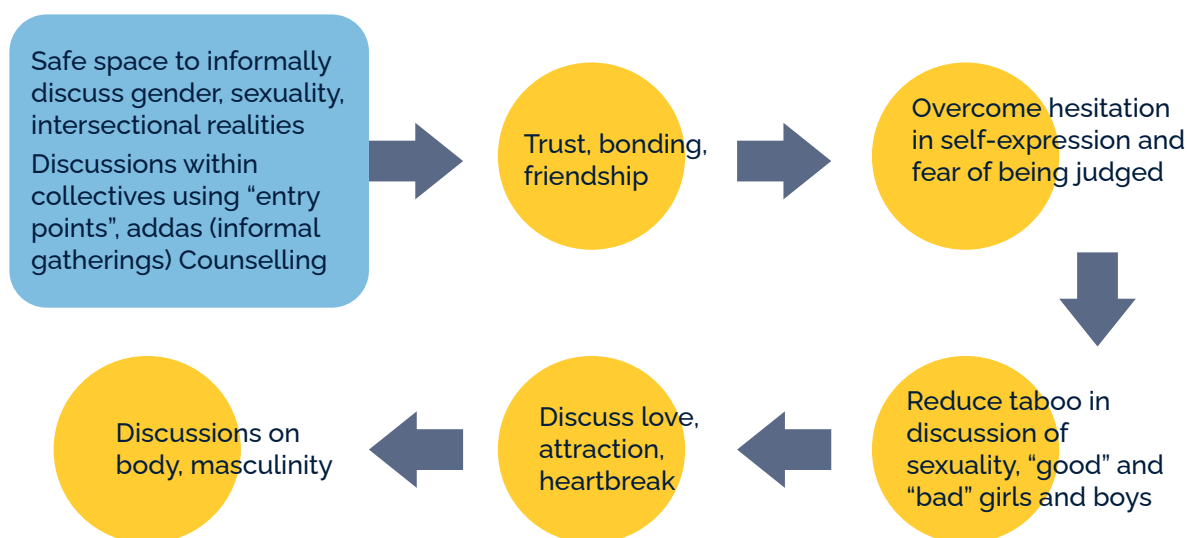 Safe space to informally
discuss gender, sexuality,
intersectional realities
Discussions within
collectives using “entry
points”, addas (informal
gatherings) Counselling
Trust, bonding,
friendship
Overcome hesitation
in self-expression and
fear of being judged
Reduce taboo in
discussion of
sexuality, “good” and
“bad” girls and boys
Discuss love,
attraction,
heartbreak
Discussions on
body, masculinity